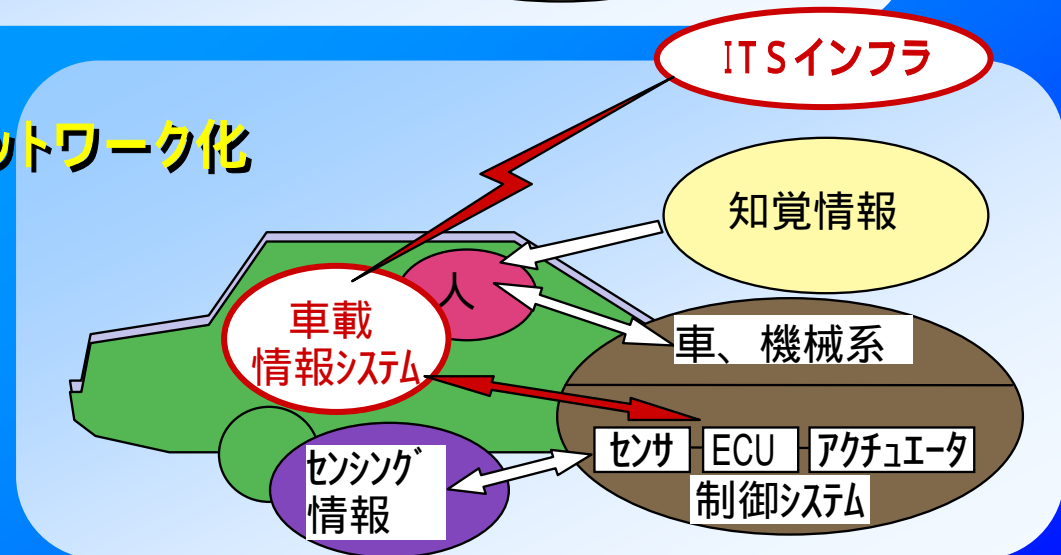 ITSインフラ
ットワーク化
知覚情報
人
車載
情報システム
車、機械系
センサ ECU アクチュエータ
制御システム
センシング
情報